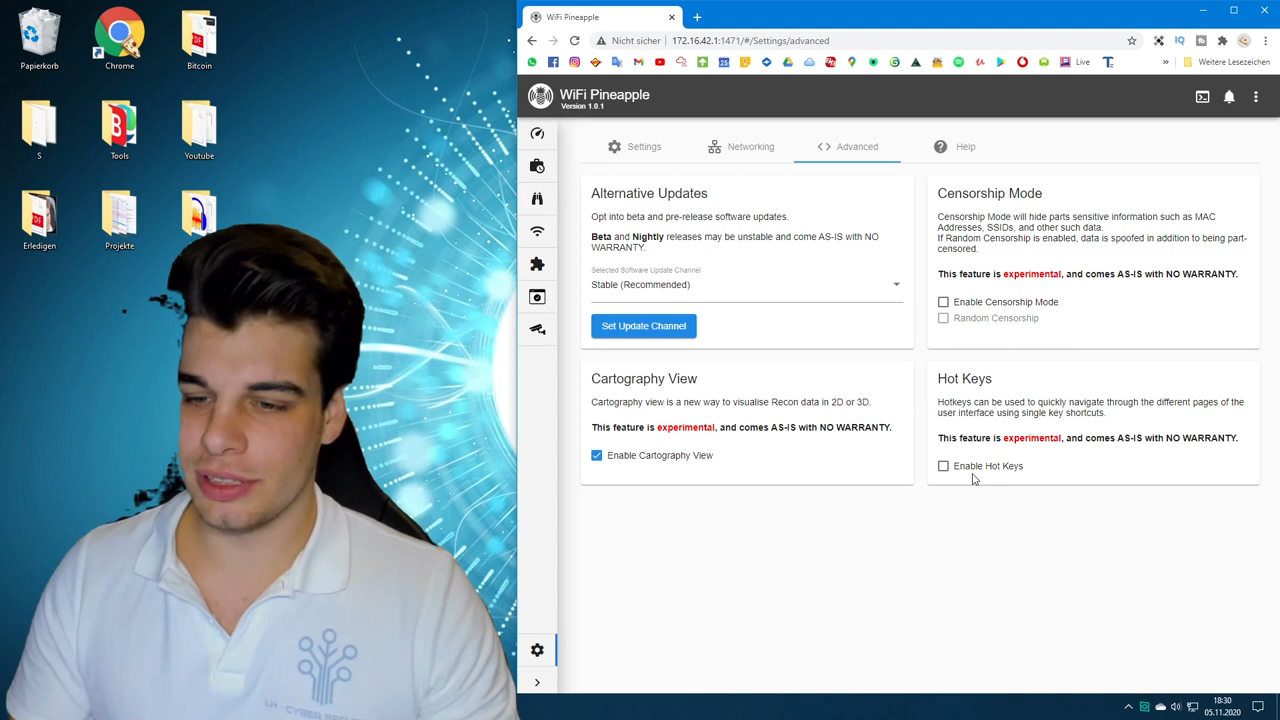 Papierkorb
Chrome
Bitcoin
S
Tools
Youtube
Erledigen
Projekte
WiFi Pineapple
Nicht sicher
172.16.42.1:1471/#/Settings/advanced
Live
»
Weitere Lesezeichen
WiFi Pineapple
Version 1.0.1
Settings
Networking
Advanced
Help
Alternative Updates
Opt into beta and pre-release software updates.
Beta and Nightly releases may be unstable and come AS-IS with NO
WARRANTY.
Selected Software Update Channel
Stable (Recommended)
Set Update Channel
Censorship Mode
Censorship Mode will hide parts sensitive information such as MAC
Addresses, SSIDs, and other such data.
If Random Censorship is enabled, data is spoofed in addition to being part-
censored.
This feature is experimental, and comes AS-IS with NO WARRANTY.
Enable Censorship Mode
Random Censorship
Cartography View
Cartography view is a new way to visualise Recon data in 2D or 3D.
This feature is experimental, and comes AS-IS with NO WARRANTY.
Enable Cartography View
Hot Keys
Hotkeys can be used to quickly navigate through the different pages of the
user interface using single key shortcuts.
This feature is experimental, and comes AS-IS with NO WARRANTY.
Enable Hot Keys
18:30
05.11.2020